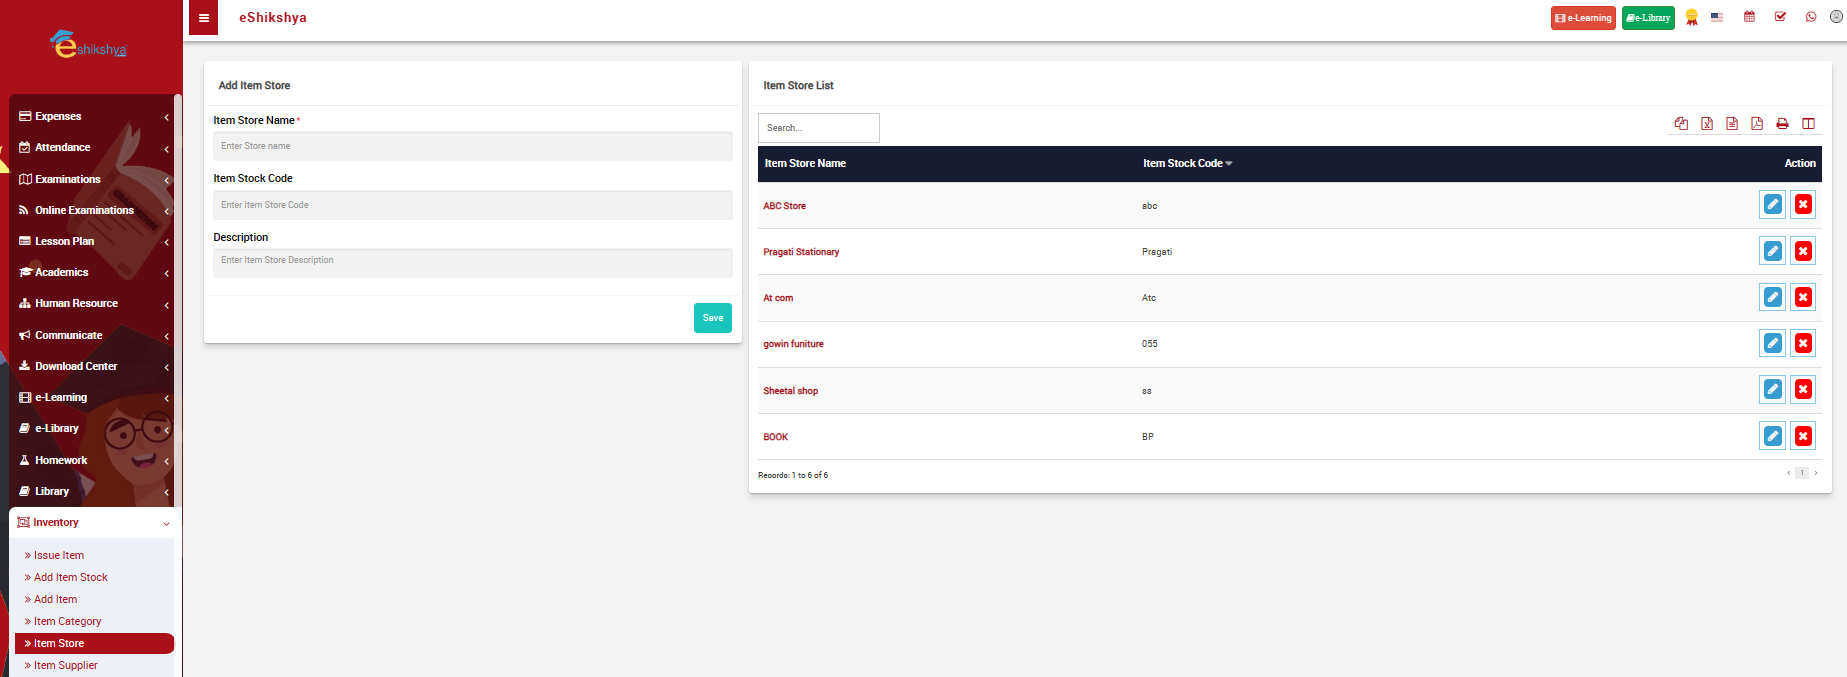 eshikshya
eShikshya
e-Learning
e-Library
Expenses
Attendance
Examinations
Online Examinations
Lesson Plan
Academics
Human Resource
Communicate
Download Center
e-Learning
e-Library
Homework
Library
Inventory
» Issue Item
» Add Item Stock
» Add Item
» Item Category
» Item Store
» Item Supplier
Add Item Store
Item Store Name *
Enter Store name
Item Stock Code
Enter Item Store Code
Description
Enter Item Store Description
Save
Item Store List
Search...
Item Store Name Item Stock Code Action
ABC Store abc
Pragati Stationary Pragati
At com Atc
gowin funiture 055
Sheetal shop ss
BOOK BP
Records: 1 to 6 of 6
‹ 1 ›